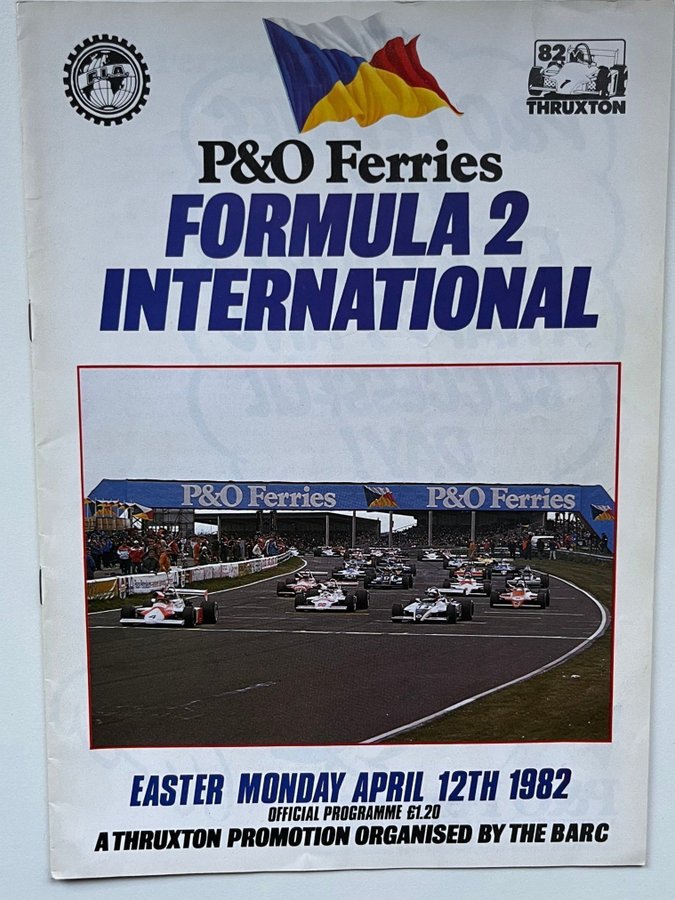 F.I.A.
82
THRUXTON
P&O Ferries
FORMULA 2
INTERNATIONAL
P&O Ferries P&O Ferries
EASTER MONDAY APRIL 12TH 1982
OFFICIAL PROGRAMME £1.20
A THRUXTON PROMOTION ORGANISED BY THE BARC